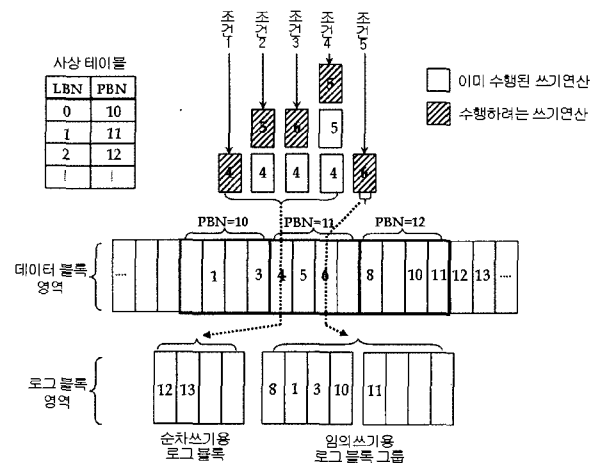 조건1
조건2
조건3
조건4
조건5
사상 테이블
LBN PBN
0 10
1 11
2 12
이미 수행된 쓰기연산
수행하려는 쓰기연산
5
5 6 5
4 4 4 4 6
PBN=10 PBN=11 PBN=12
데이터 블록
영역
.... 1 3 4 5 6 8 10 11 12 13 ....
로그 블록
영역
12 13 8 1 3 10 11
순차쓰기용
로그 블록
임의쓰기용
로그 블록 그룹